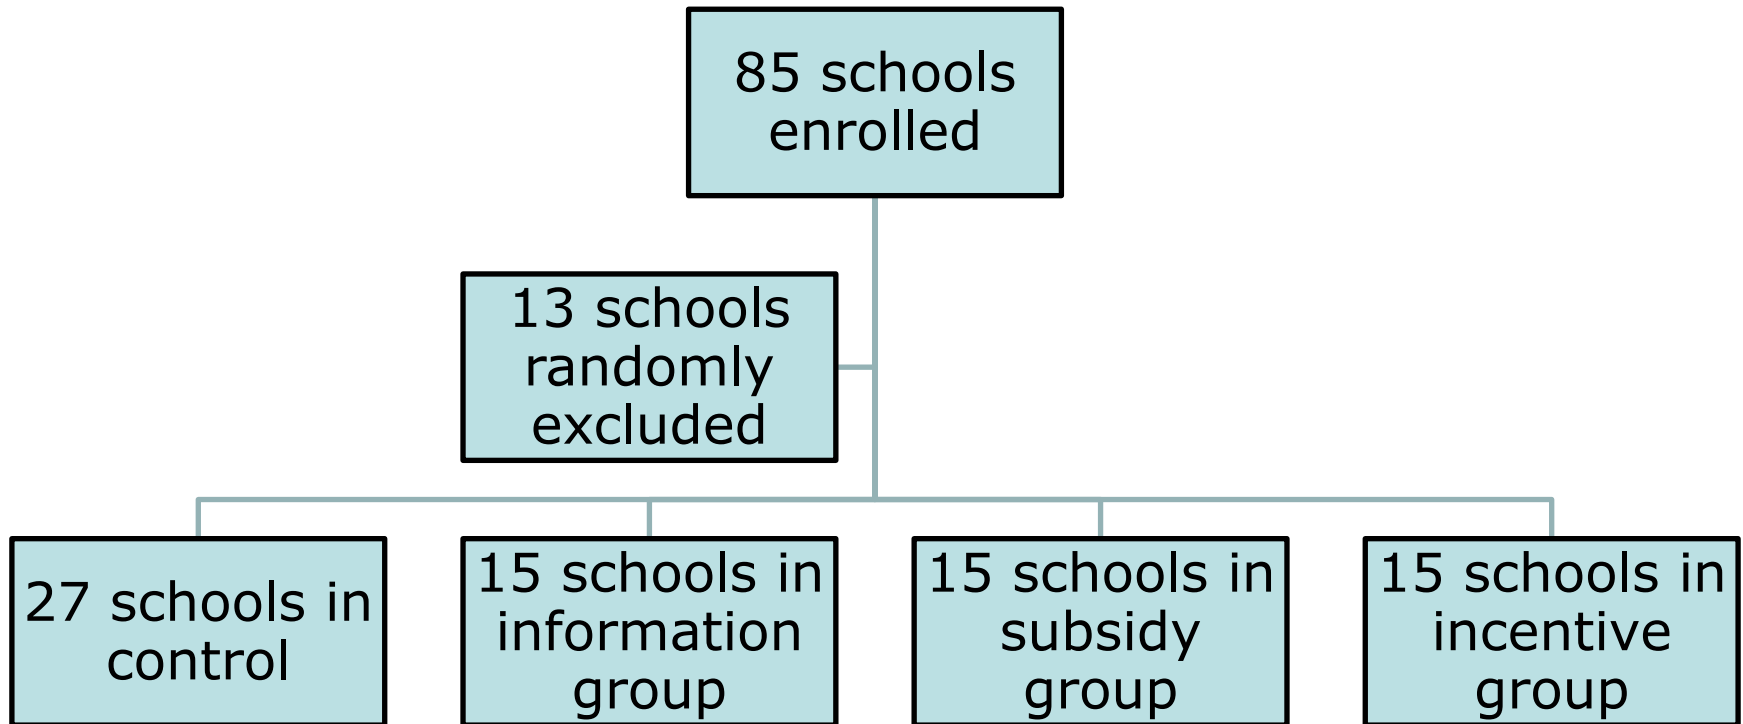 85 schools
enrolled
13 schools
randomly
excluded
27 schools in
control
15 schools in
information
group
15 schools in
subsidy
group
15 schools in
incentive
group